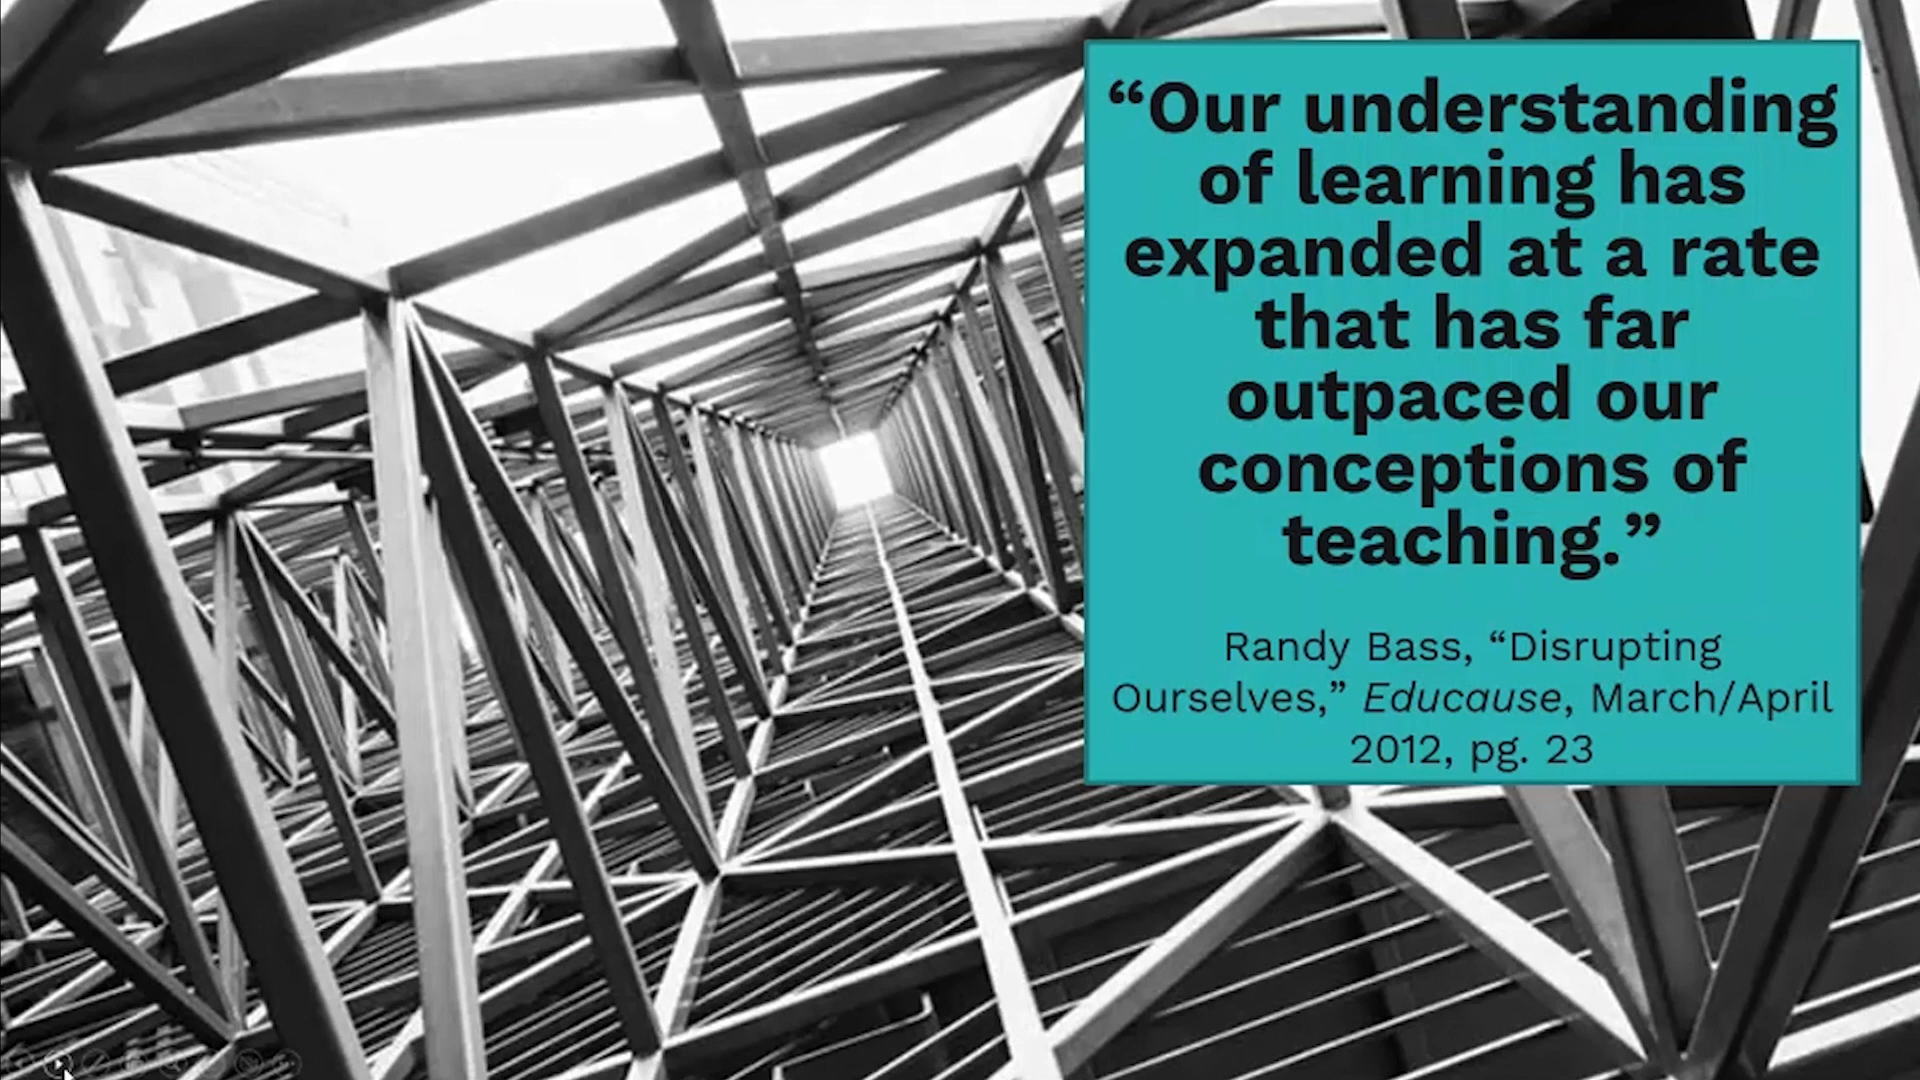 “Our understanding
of learning has
expanded at a rate
that has far
outpaced our
conceptions of
teaching.”
Randy Bass, “Disrupting
Ourselves,” Educause, March/April
2012, pg. 23